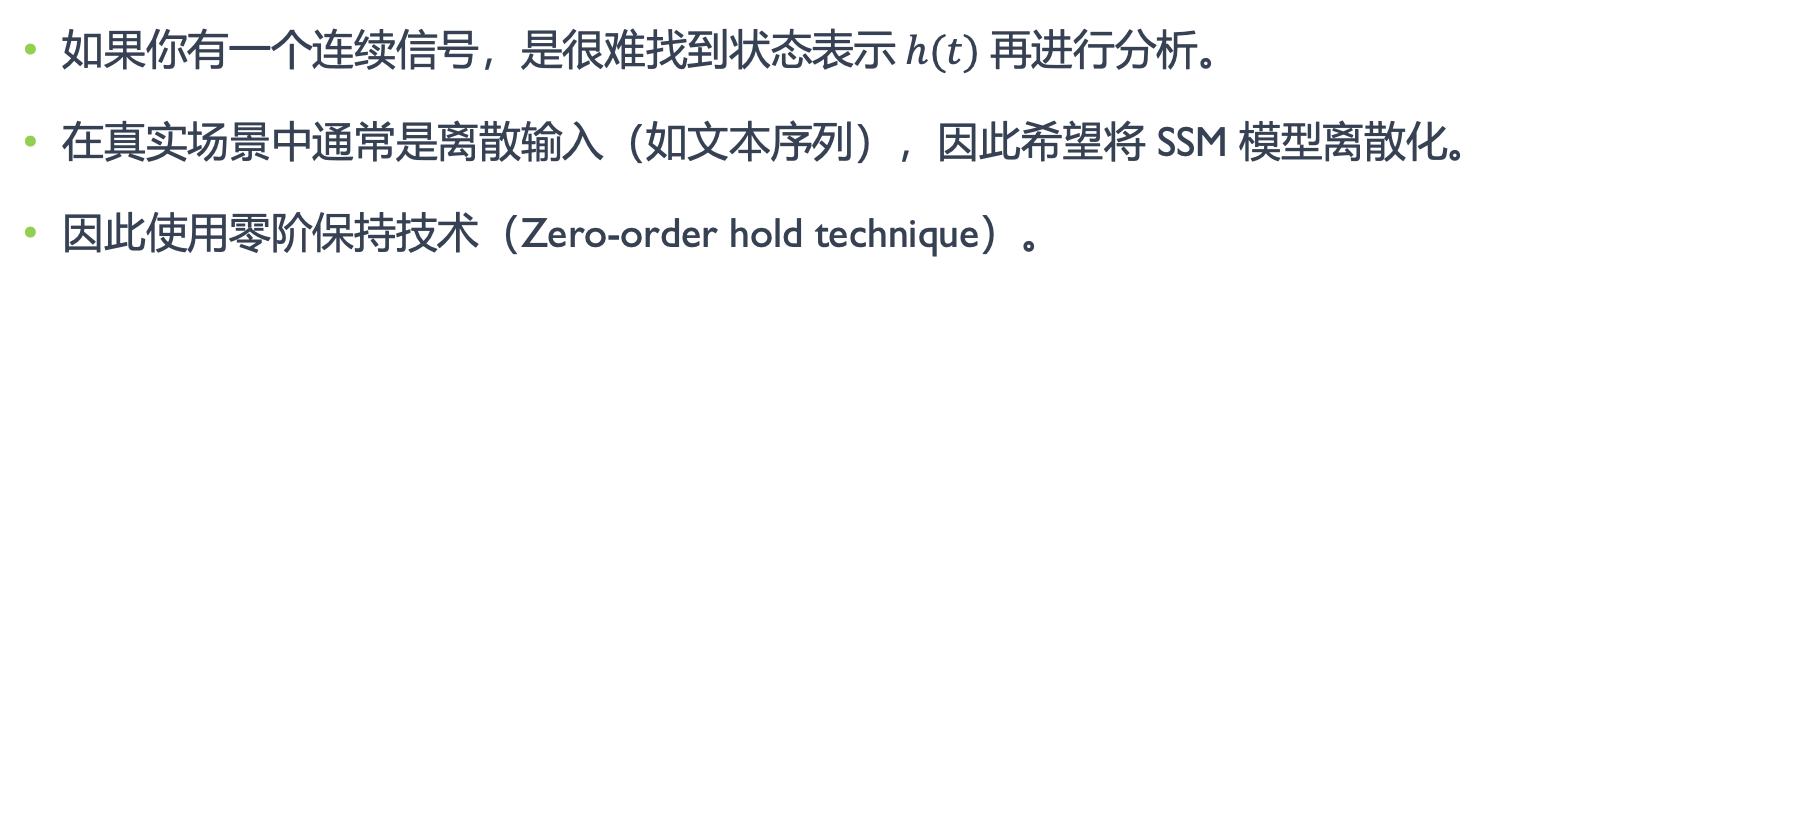 • 如果你有一个连续信号，是很难找到状态表示 h(t) 再进行分析。
• 在真实场景中通常是离散输入（如文本序列），因此希望将 SSM 模型离散化。
• 因此使用零阶保持技术（Zero-order hold technique）。